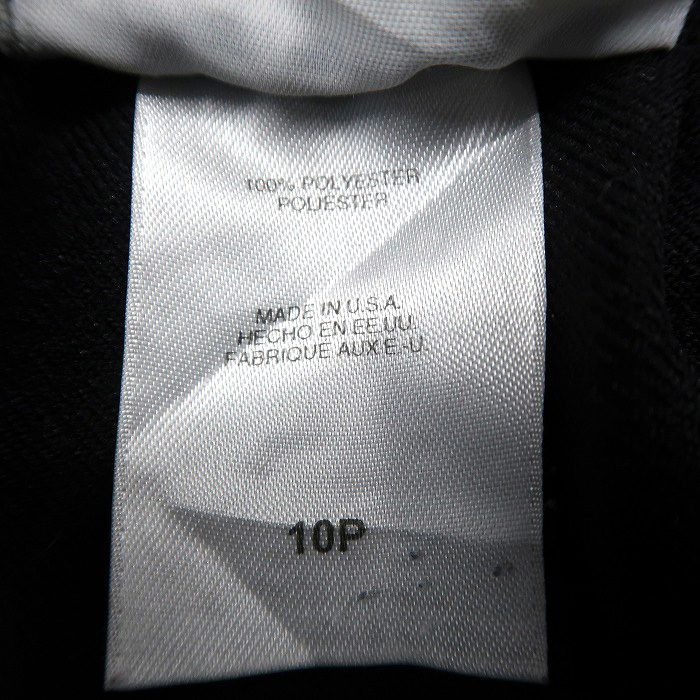 100% POLYESTER
POLIESTER
MADE IN U.S.A.
HECHO EN EE.UU.
FABRIQUE AUX E.-U.
10P